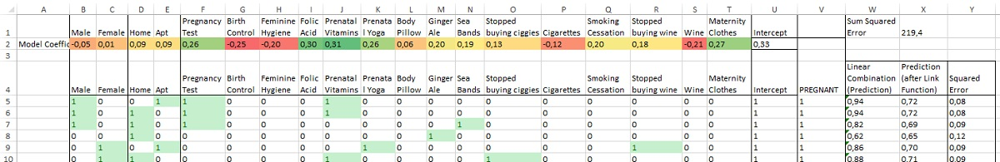 A B C D E F G H I J K L M N O P Q R S T U V W X Y
1 Male Female Home Apt Pregnancy Test Birth Control Feminine Hygiene Folic Acid Prenatal Vitamins Prenatal Yoga Body Pillow Ginger Ale Sea Bands Stopped buying ciggies Cigarettes Smoking Cessation Stopped buying wine Wine Maternity Clothes Intercept Sum Squared Error 219,4
2 Model Coeffic -0,05 0,01 0,09 0,09 0,26 -0,25 -0,20 0,30 0,31 0,26 0,06 0,20 0,19 0,13 -0,12 0,20 0,18 -0,21 0,27 0,33
3
4 Male Female Home Apt Pregnancy Test Birth Control Feminine Hygiene Folic Acid Prenatal Vitamins Prenatal Yoga Body Pillow Ginger Ale Sea Bands Stopped buying ciggies Cigarettes Smoking Cessation Stopped buying wine Wine Maternity Clothes Intercept PREGNANT Linear Combination (Prediction) Prediction (after Link Function) Squared Error
5 1 0 0 1 1 0 0 0 1 0 0 0 0 0 0 0 0 0 0 1 1 0,94 0,72 0,08
6 1 0 1 0 1 0 0 0 1 0 0 0 0 0 0 0 0 0 0 1 1 0,94 0,72 0,08
7 1 0 1 0 1 0 0 0 0 0 0 0 1 0 0 0 0 0 0 1 1 0,82 0,69 0,09
8 0 0 1 0 0 0 0 0 0 0 0 1 0 0 0 0 0 0 0 1 1 0,62 0,65 0,12
9 0 1 0 1 0 0 0 0 0 1 0 0 0 0 0 0 1 0 0 1 1 0,86 0,70 0,09
10 0 1 1 0 0 0 0 0 1 0 0 0 0 1 0 0 0 0 0 1 1 0,88 0,71 0,09